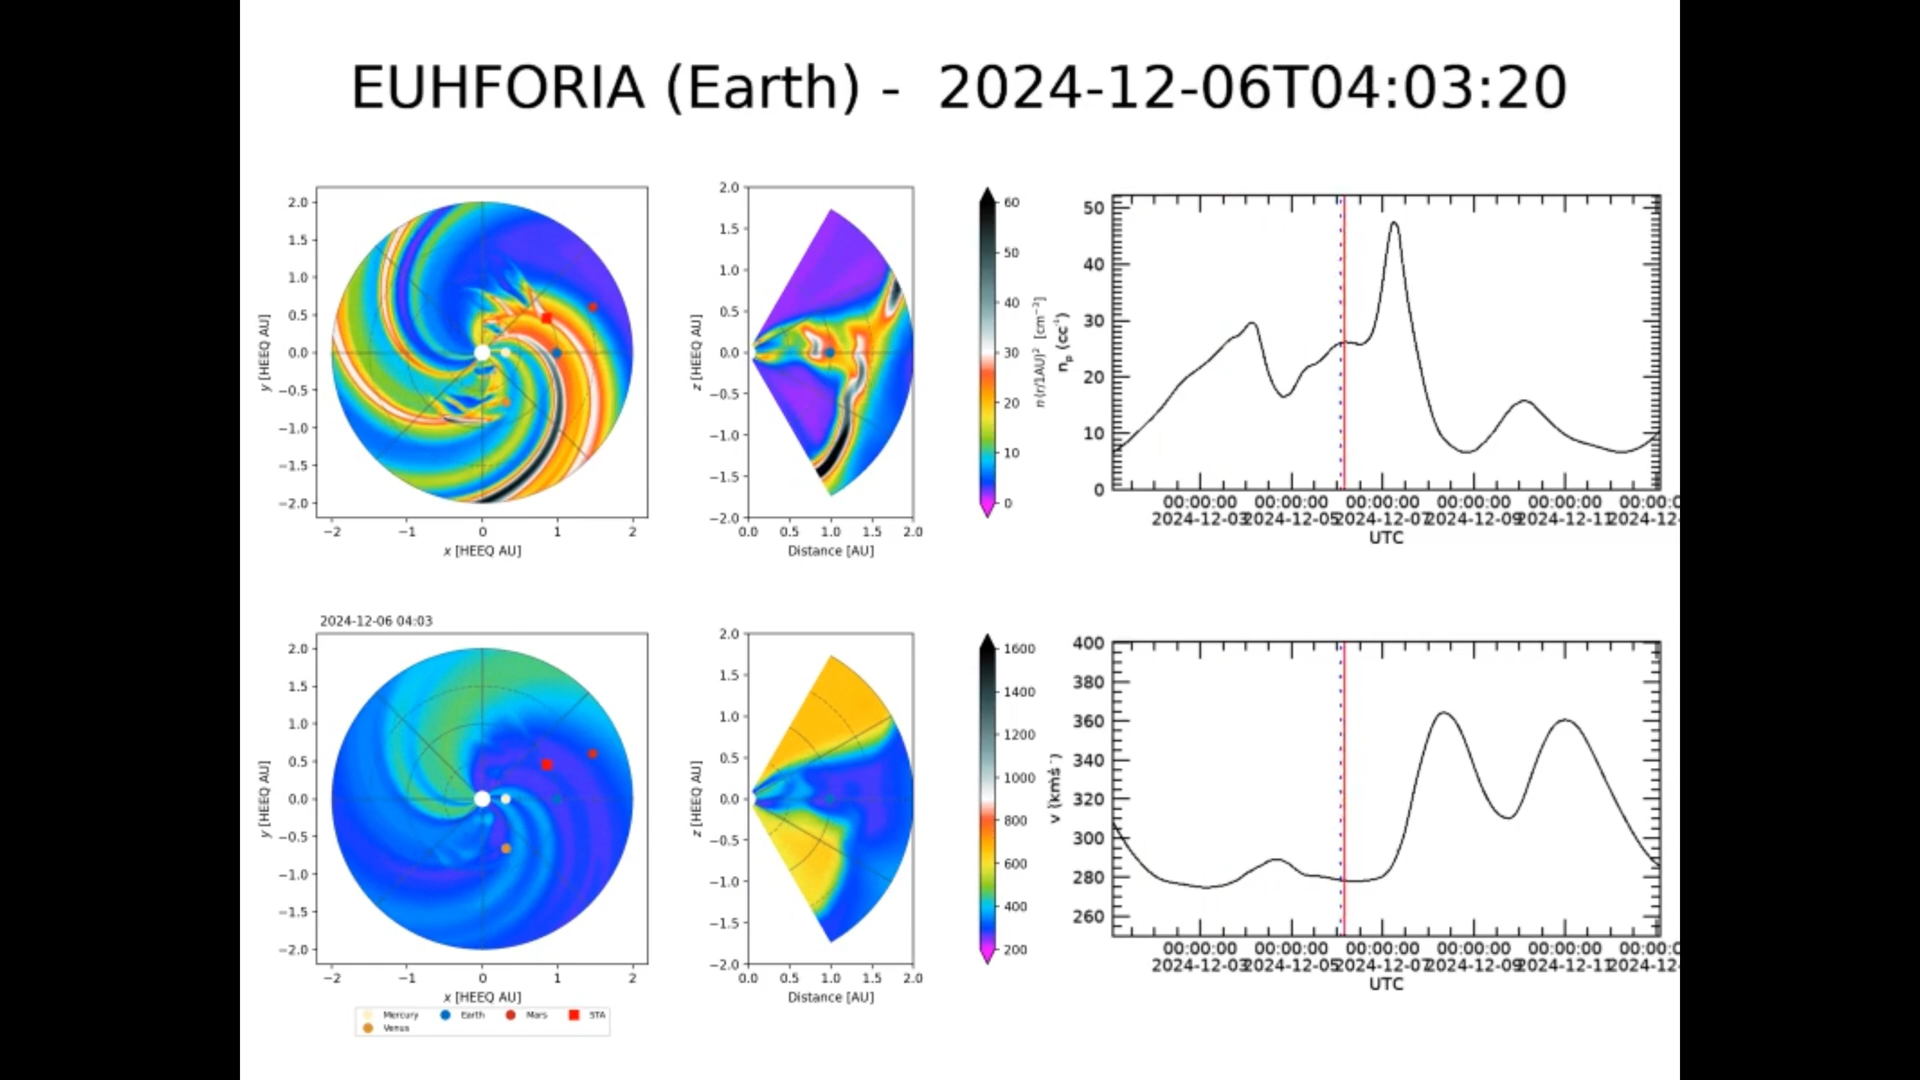 EUHFORIA (Earth) - 2024-12-06T04:03:20
2.0
1.5
1.0
0.5
0.0
−0.5
−1.0
−1.5
−2.0
y [HEEQ AU]
−2 −1 0 1 2
x [HEEQ AU]
2.0
1.5
1.0
0.5
0.0
−0.5
−1.0
−1.5
−2.0
z [HEEQ AU]
0.0 0.5 1.0 1.5 2.0
Distance [AU]
60
50
40
30
20
10
0
n (r/1AU)² [cm⁻³]
50
40
30
20
10
0
n_p (cc⁻¹)
00:00:00 00:00:00 00:00:00 00:00:00 00:00:00 00:00:0
2024-12-03 2024-12-05 2024-12-07 2024-12-09 2024-12-11 2024-12-
UTC
2024-12-06 04:03
2.0
1.5
1.0
0.5
0.0
−0.5
−1.0
−1.5
−2.0
y [HEEQ AU]
−2 −1 0 1 2
x [HEEQ AU]
Mercury Earth Mars STA
Venus
2.0
1.5
1.0
0.5
0.0
−0.5
−1.0
−1.5
−2.0
z [HEEQ AU]
0.0 0.5 1.0 1.5 2.0
Distance [AU]
1600
1400
1200
1000
800
600
400
200
400
380
360
340
320
300
280
260
v (kms⁻¹)
00:00:00 00:00:00 00:00:00 00:00:00 00:00:00 00:00:0
2024-12-03 2024-12-05 2024-12-07 2024-12-09 2024-12-11 2024-12-
UTC